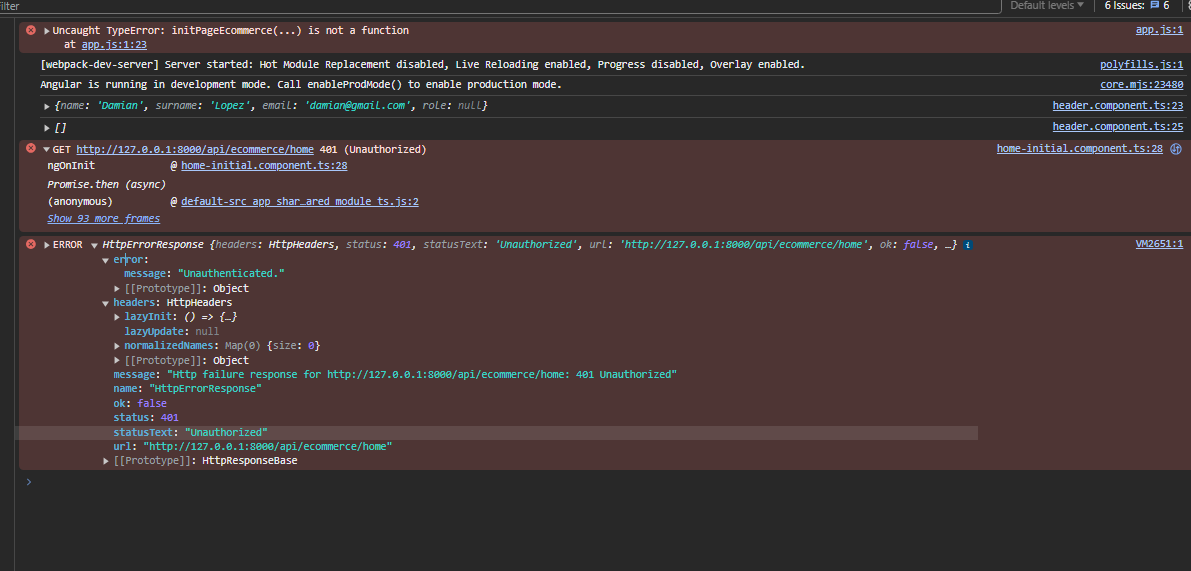 Filter
Default levels ▼ 6 Issues: 6
Uncaught TypeError: initPageEcommerce(...) is not a function app.js:1
at app.js:1:23
[webpack-dev-server] Server started: Hot Module Replacement disabled, Live Reloading enabled, Progress disabled, Overlay enabled. polyfills.js:1
Angular is running in development mode. Call enableProdMode() to enable production mode. core.mjs:23480
{name: 'Damian', surname: 'Lopez', email: 'damian@gmail.com', role: null} header.component.ts:23
[] header.component.ts:25
GET http://127.0.0.1:8000/api/ecommerce/home 401 (Unauthorized) home-initial.component.ts:28
ngOnInit @ home-initial.component.ts:28
Promise.then (async)
(anonymous) @ default-src_app_shar…ared_module_ts.js:2
Show 93 more frames
ERROR HttpErrorResponse {headers: HttpHeaders, status: 401, statusText: 'Unauthorized', url: 'http://127.0.0.1:8000/api/ecommerce/home', ok: false, …} i VM2651:1
error:
message: "Unauthenticated."
[[Prototype]]: Object
headers: HttpHeaders
lazyInit: () => {…}
lazyUpdate: null
normalizedNames: Map(0) {size: 0}
[[Prototype]]: Object
message: "Http failure response for http://127.0.0.1:8000/api/ecommerce/home: 401 Unauthorized"
name: "HttpErrorResponse"
ok: false
status: 401
statusText: "Unauthorized"
url: "http://127.0.0.1:8000/api/ecommerce/home"
[[Prototype]]: HttpResponseBase